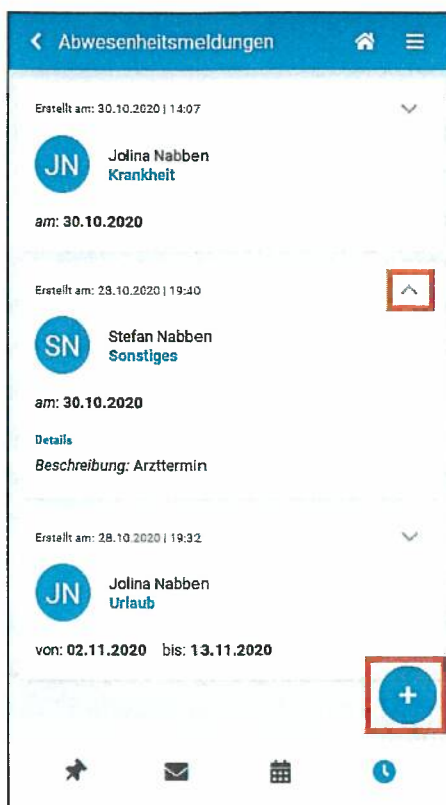 Abwesenheitsmeldungen
Erstellt am: 30.10.2020 | 14:07
JN
Jolina Nabben
Krankheit
am: 30.10.2020
Erstellt am: 28.10.2020 | 19:40
SN
Stefan Nabben
Sonstiges
am: 30.10.2020
Details
Beschreibung: Arzttermin
Erstellt am: 28.10.2020 | 19:32
JN
Jolina Nabben
Urlaub
von: 02.11.2020 bis: 13.11.2020
+